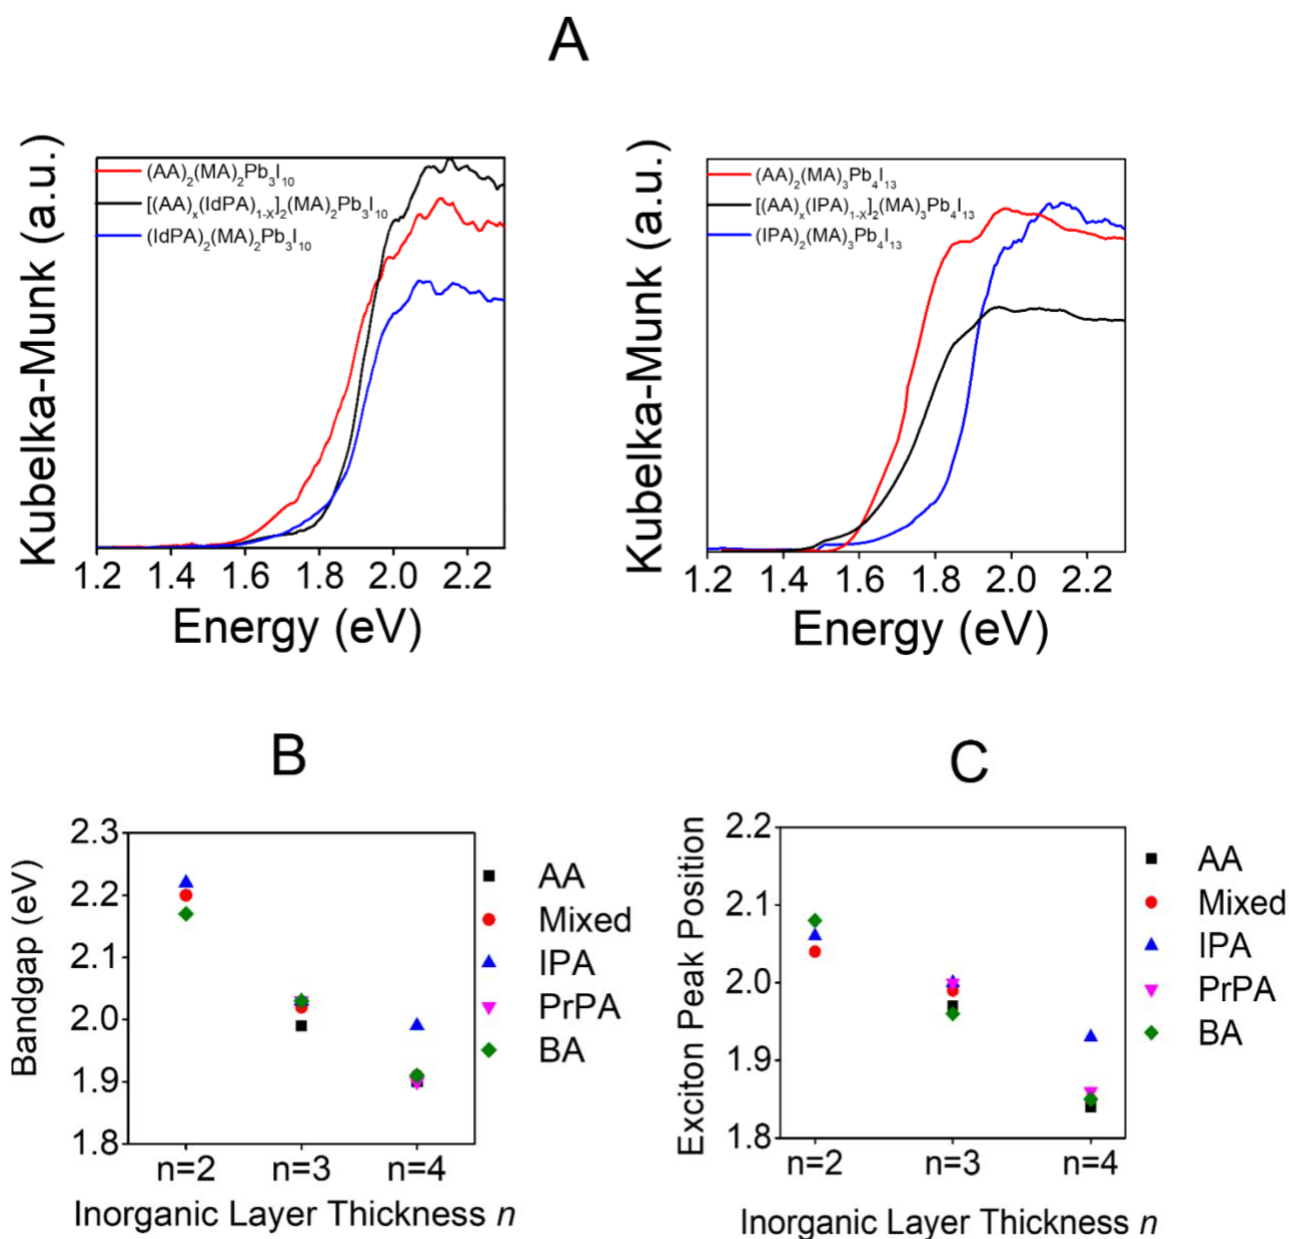 A
Kubelka-Munk (a.u.)
(AA)₂(MA)₂Pb₃I₁₀
[(AA)ₓ(IdPA)₁₋ₓ]₂(MA)₂Pb₃I₁₀
(IdPA)₂(MA)₂Pb₃I₁₀
1.2 1.4 1.6 1.8 2.0 2.2
Energy (eV)
Kubelka-Munk (a.u.)
(AA)₂(MA)₃Pb₄I₁₃
[(AA)ₓ(IPA)₁₋ₓ]₂(MA)₃Pb₄I₁₃
(IPA)₂(MA)₃Pb₄I₁₃
1.2 1.4 1.6 1.8 2.0 2.2
Energy (eV)
B
Bandgap (eV)
2.3
2.2
2.1
2.0
1.9
1.8
n=2 n=3 n=4
Inorganic Layer Thickness n
AA
Mixed
IPA
PrPA
BA
C
Exciton Peak Position
2.2
2.1
2.0
1.9
1.8
n=2 n=3 n=4
Inorganic Layer Thickness n
AA
Mixed
IPA
PrPA
BA